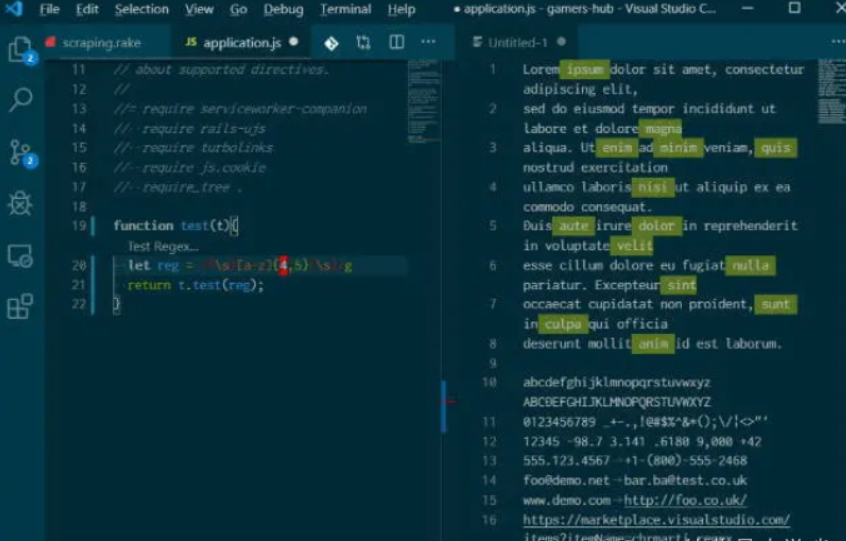 File Edit Selection View Go Debug Terminal Help
● application.js - gamers-hub - Visual Studio C...
scraping.rake
JS application.js ●
Untitled-1 ●
2
2
11 // about supported directives.
12 //
13 //= require serviceworker-companion
14 // require rails-ujs
15 // require turbolinks
16 // require js.cookie
17 // require_tree .
18
19 function test(t){
Test Regex...
20 let reg = \s [a-z]{4,5} \s g
21 return t.test(reg);
22 }
1 Lorem ipsum dolor sit amet, consectetur
adipiscing elit,
2 sed do eiusmod tempor incididunt ut
labore et dolore magna
3 aliqua. Ut enim ad minim veniam, quis
nostrud exercitation
4 ullamco laboris nisi ut aliquip ex ea
commodo consequat.
5 Duis aute irure dolor in reprehenderit
in voluptate velit
6 esse cillum dolore eu fugiat nulla
pariatur. Excepteur sint
7 occaecat cupidatat non proident, sunt
in culpa qui officia
8 deserunt mollit anim id est laborum.
9
10 abcdefghijklmnopqrstuvwxyz
ABCDEFGHIJKLMNOPQRSTUVWXYZ
11 0123456789 _+-.,!@#$%^&*();\/|<>"'
12 12345 -98.7 3.141 .6180 9,000 +42
13 555.123.4567 +1-(800)-555-2468
14 foo@demo.net bar.ba@test.co.uk
15 www.demo.com http://foo.co.uk/
16 https://marketplace.visualstudio.com/